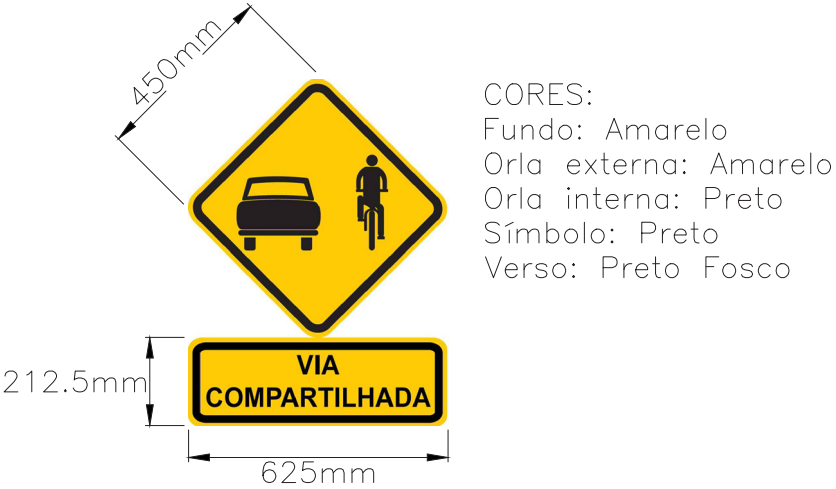 450mm
CORES:
Fundo: Amarelo
Orla externa: Amarelo
Orla interna: Preto
Símbolo: Preto
Verso: Preto Fosco
VIA
COMPARTILHADA
212.5mm
625mm